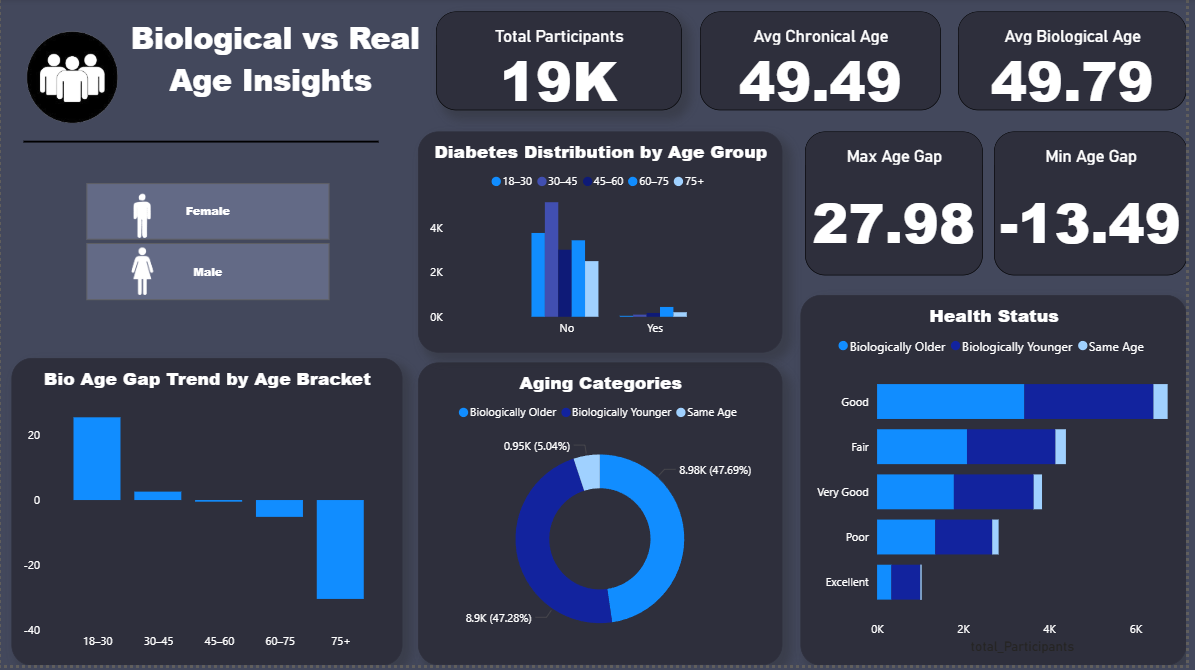 Biological vs Real
Age Insights
Total Participants
19K
Avg Chronical Age
49.49
Avg Biological Age
49.79
Female
Male
Diabetes Distribution by Age Group
18–30 30–45 45–60 60–75 75+
4K
2K
0K
No Yes
Max Age Gap
27.98
Min Age Gap
-13.49
Bio Age Gap Trend by Age Bracket
20
0
-20
-40
18–30 30–45 45–60 60–75 75+
Aging Categories
Biologically Older Biologically Younger Same Age
0.95K (5.04%)
8.98K (47.69%)
8.9K (47.28%)
Health Status
Biologically Older Biologically Younger Same Age
Good
Fair
Very Good
Poor
Excellent
0K 2K 4K 6K
total_Participants